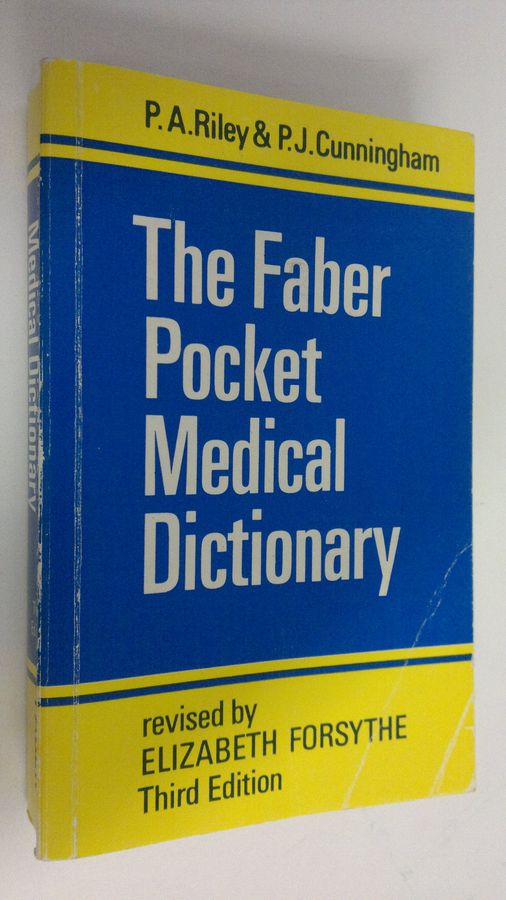 P.A.Riley & P.J.Cunningham
The Faber
Pocket
Medical
Dictionary
revised by
ELIZABETH FORSYTHE
Third Edition
Medical Dictionary